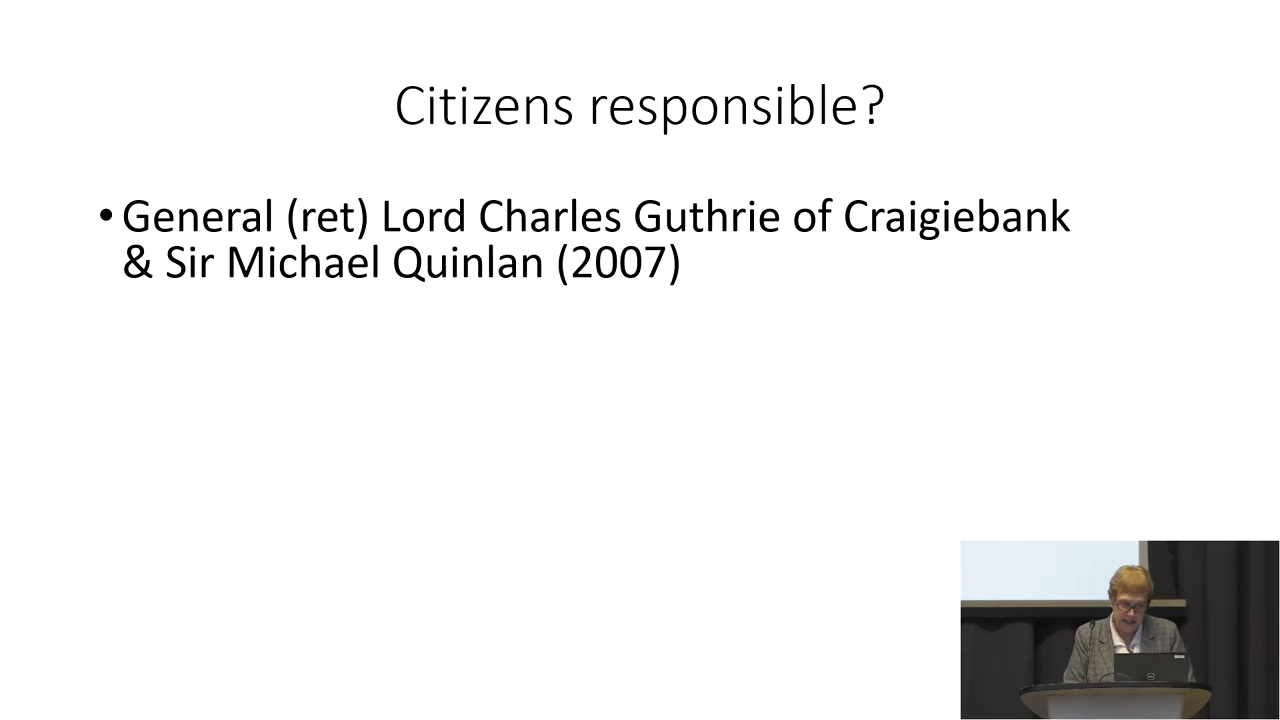 Citizens responsible?
• General (ret) Lord Charles Guthrie of Craigiebank
& Sir Michael Quinlan (2007)